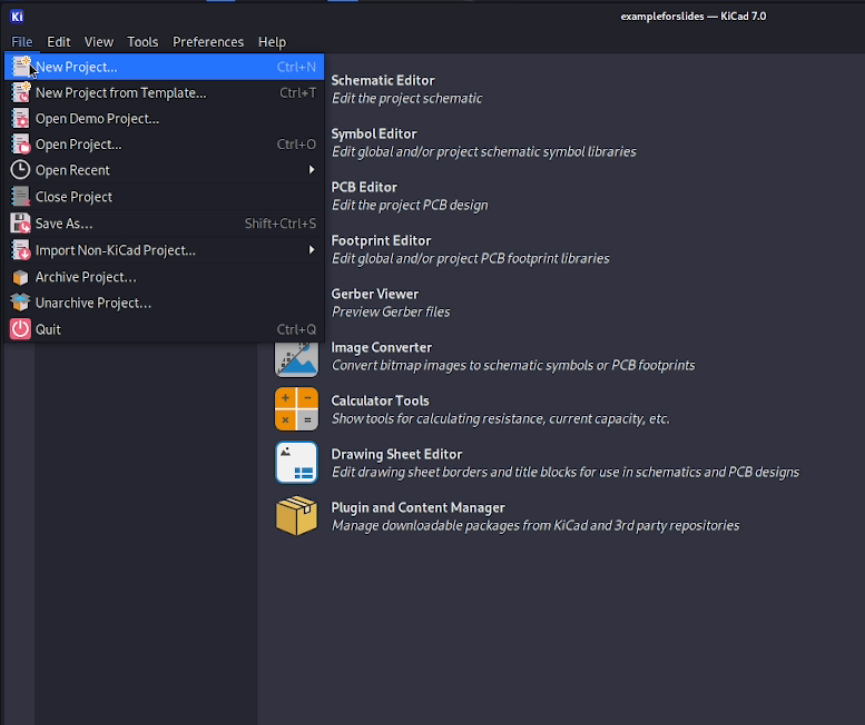 Ki
exampleforslides — KiCad 7.0
File Edit View Tools Preferences Help
New Project... Ctrl+N
New Project from Template... Ctrl+T
Open Demo Project...
Open Project... Ctrl+O
Open Recent
Close Project
Save As... Shift+Ctrl+S
Import Non-KiCad Project...
Archive Project...
Unarchive Project...
Quit Ctrl+Q
Schematic Editor
Edit the project schematic
Symbol Editor
Edit global and/or project schematic symbol libraries
PCB Editor
Edit the project PCB design
Footprint Editor
Edit global and/or project PCB footprint libraries
Gerber Viewer
Preview Gerber files
Image Converter
Convert bitmap images to schematic symbols or PCB footprints
Calculator Tools
Show tools for calculating resistance, current capacity, etc.
Drawing Sheet Editor
Edit drawing sheet borders and title blocks for use in schematics and PCB designs
Plugin and Content Manager
Manage downloadable packages from KiCad and 3rd party repositories